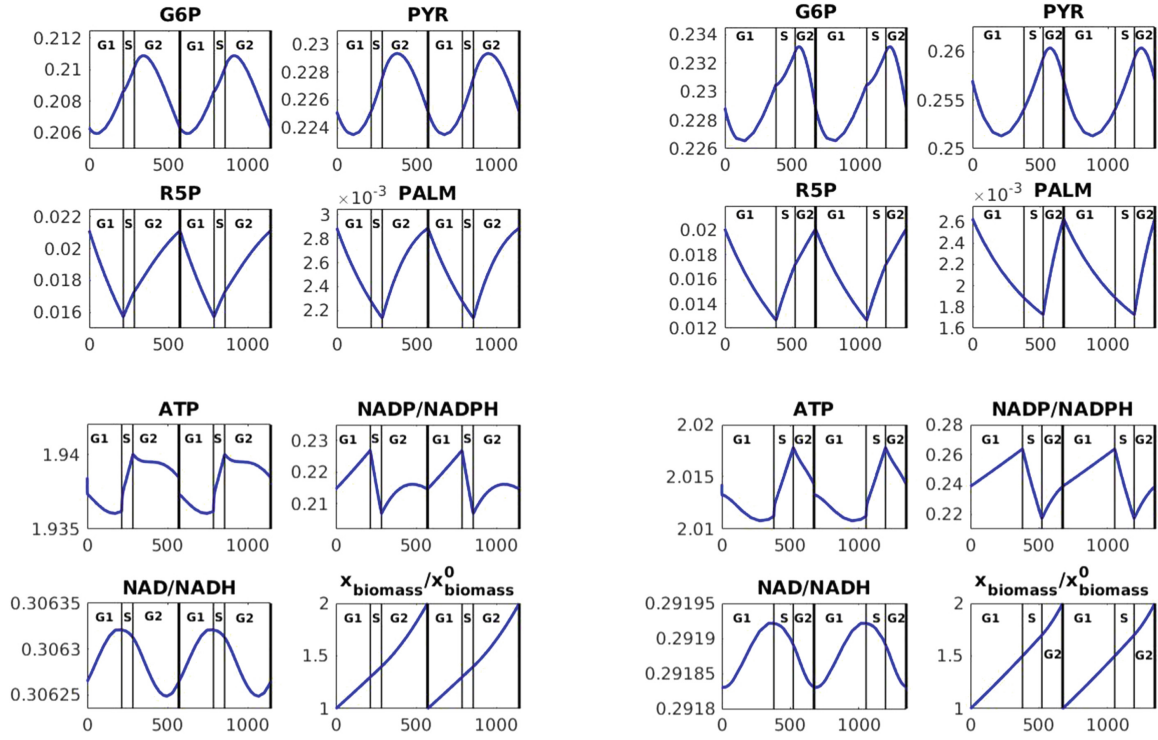 G6P PYR
0.212
0.21
0.208
0.206
G1 S G2 G1 S G2
0 500 1000
0.23
0.228
0.226
0.224
G1 S G2 G1 S G2
0 500 1000
R5P ×10⁻³ PALM
0.022
0.02
0.018
0.016
G1 S G2 G1 S G2
0 500 1000
3
2.8
2.6
2.4
2.2
G1 S G2 G1 S G2
0 500 1000
ATP NADP/NADPH
1.94
1.935
G1 S G2 G1 S G2
0 500 1000
0.23
0.22
0.21
G1 S G2 G1 S G2
0 500 1000
NAD/NADH x_biomass/x⁰_biomass
0.30635
0.3063
0.30625
G1 S G2 G1 S G2
0 500 1000
2
1.5
1
G1 S G2 G1 S G2
0 500 1000
G6P PYR
0.234
0.232
0.23
0.228
0.226
G1 S G2 G1 S G2
0 500 1000
0.26
0.255
0.25
G1 S G2 G1 S G2
0 500 1000
R5P ×10⁻³ PALM
0.02
0.018
0.016
0.014
0.012
G1 S G2 G1 S G2
0 500 1000
2.6
2.4
2.2
2
1.8
1.6
G1 S G2 G1 S G2
0 500 1000
ATP NADP/NADPH
2.02
2.015
2.01
G1 S G2 G1 S G2
0 500 1000
0.28
0.26
0.24
0.22
G1 S G2 G1 S G2
0 500 1000
NAD/NADH x_biomass/x⁰_biomass
0.29195
0.2919
0.29185
0.2918
G1 S G2 G1 S G2
0 500 1000
2
1.5
1
G1 S G2 G1 S G2
0 500 1000